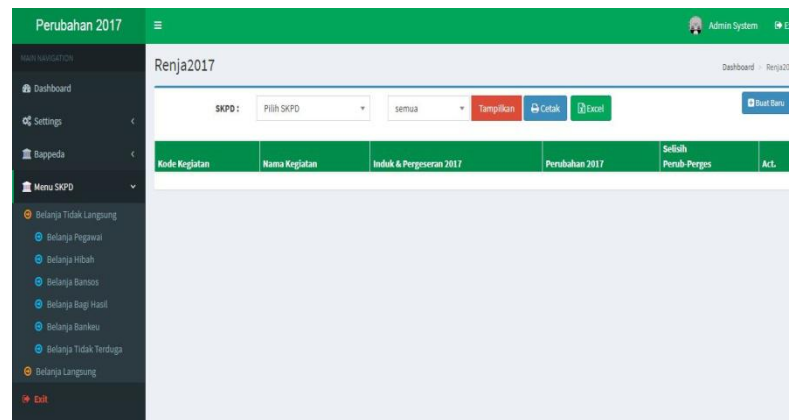 Perubahan 2017
Admin System
MAIN NAVIGATION
Dashboard
Settings
Bappeda
Menu SKPD
Belanja Tidak Langsung
Belanja Pegawai
Belanja Hibah
Belanja Bansos
Belanja Bagi Hasil
Belanja Bankeu
Belanja Tidak Terduga
Belanja Langsung
Exit
Renja2017
Dashboard > Renja20
SKPD : Pilih SKPD semua Tampilkan Cetak Excel Buat Baru
Kode Kegiatan Nama Kegiatan Induk & Pergeseran 2017 Perubahan 2017 Selisih Perub-Perges Act.